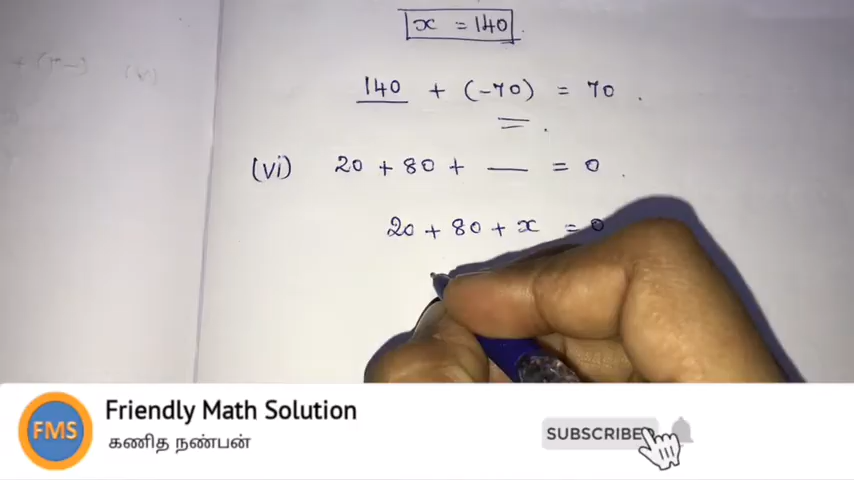 x = 140.
140 + (-70) = 70.
(vi) 20 + 80 + ___ = 0.
20 + 80 + x = 0
FMS
Friendly Math Solution
கணித நண்பன்
SUBSCRIBE